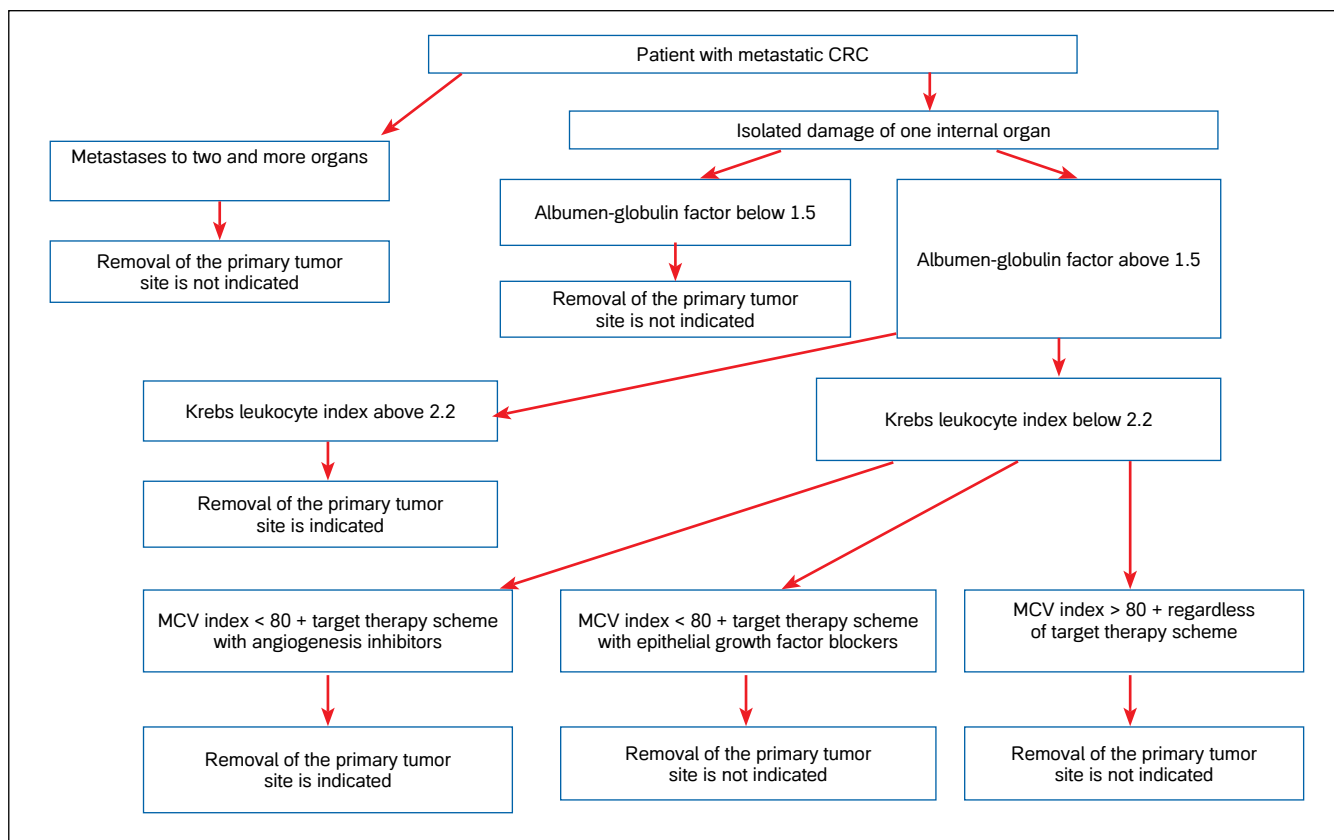 Patient with metastatic CRC
Isolated damage of one internal organ
Metastases to two and more organs
Albumen-globulin factor below 1.5
Albumen-globulin factor above 1.5
Removal of the primary tumor
site is not indicated
Removal of the primary tumor
site is not indicated
Krebs leukocyte index above 2.2
Krebs leukocyte index below 2.2
Removal of the primary tumor
site is indicated
MCV index < 80 + target therapy scheme
with angiogenesis inhibitors
MCV index < 80 + target therapy scheme
with epithelial growth factor blockers
MCV index > 80 + regardless
of target therapy scheme
Removal of the primary tumor
site is indicated
Removal of the primary tumor
site is not indicated
Removal of the primary tumor
site is not indicated